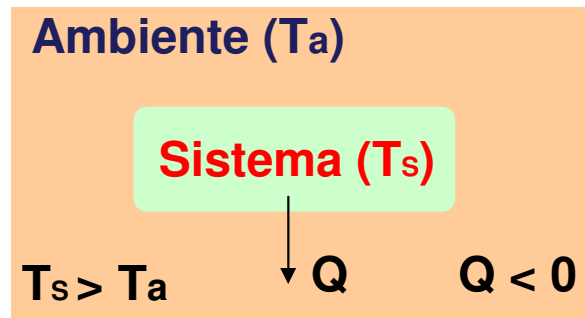 Ambiente (Ta)
Sistema (Ts)
Ts > Ta Q Q < 0